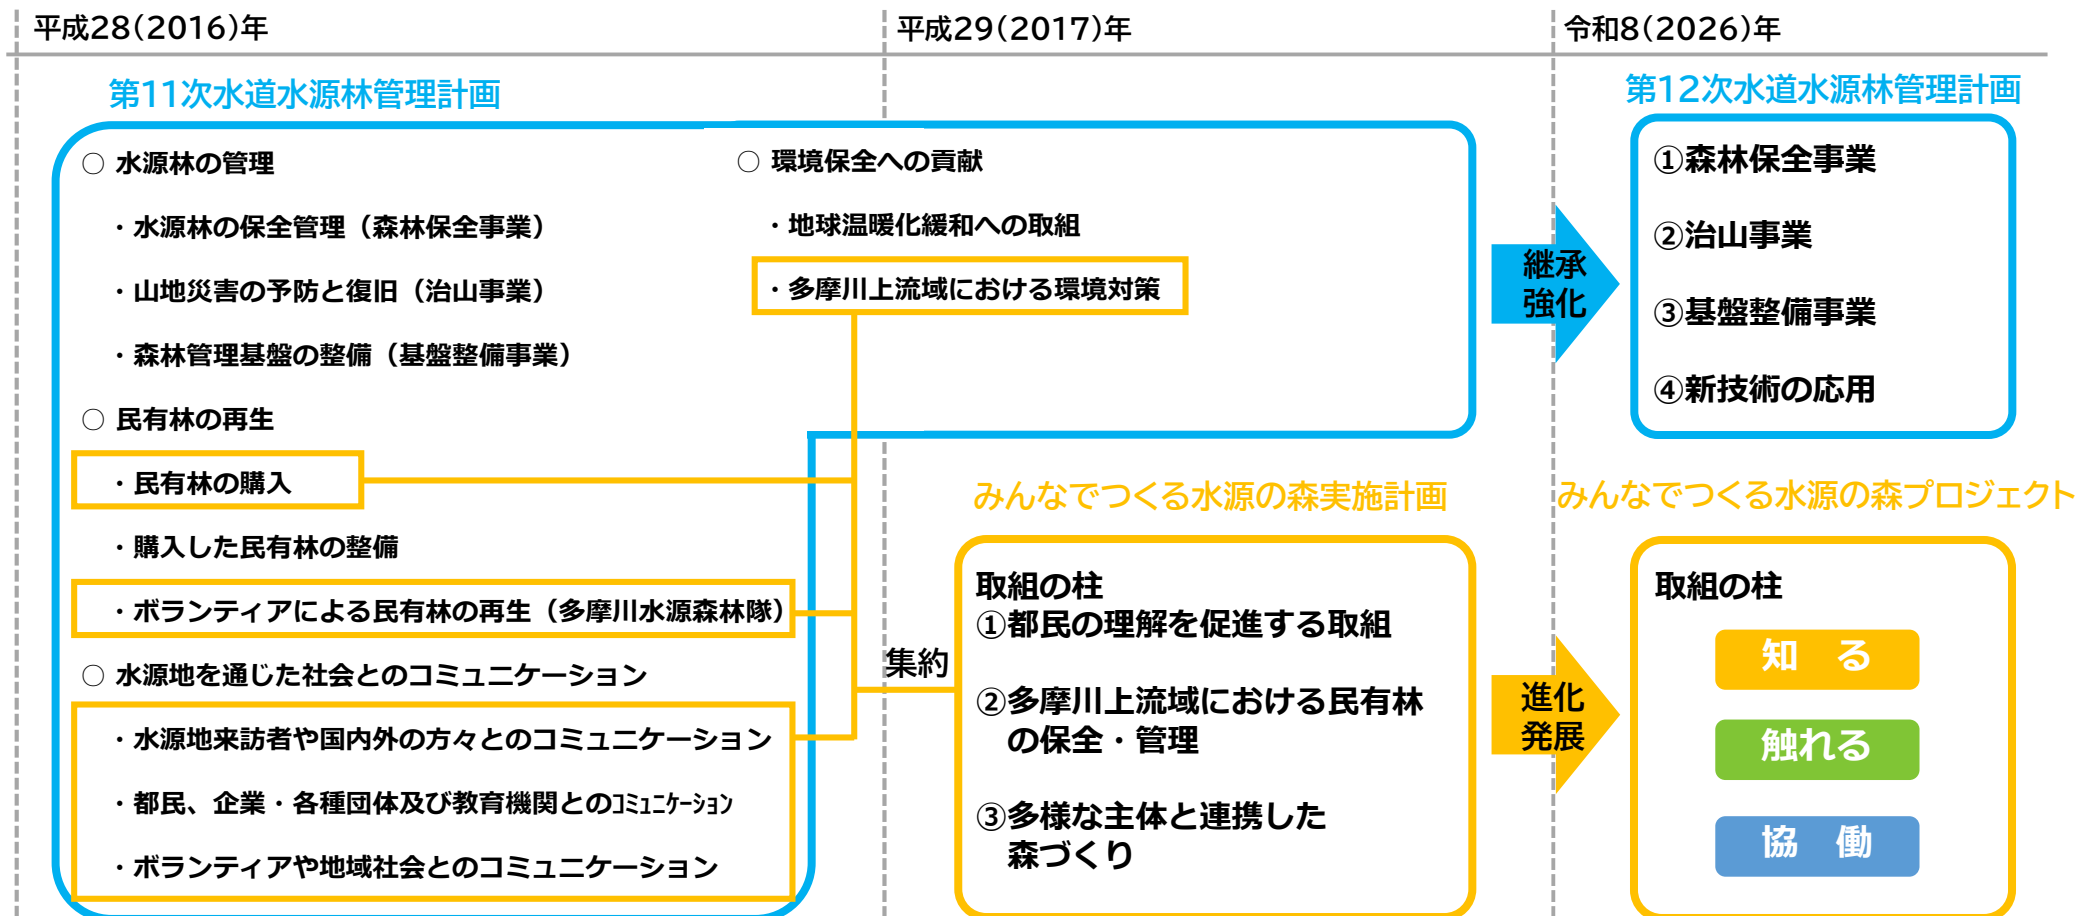 平成28(2016)年
平成29(2017)年
令和8(2026)年
第11次水道水源林管理計画
○ 水源林の管理
・水源林の保全管理（森林保全事業）
・山地災害の予防と復旧（治山事業）
・森林管理基盤の整備（基盤整備事業）
○ 民有林の再生
・民有林の購入
・購入した民有林の整備
・ボランティアによる民有林の再生（多摩川水源森林隊）
○ 水源地を通じた社会とのコミュニケーション
・水源地来訪者や国内外の方々とのコミュニケーション
・都民、企業・各種団体及び教育機関とのｺﾐｭﾆｹｰｼｮﾝ
・ボランティアや地域社会とのコミュニケーション
○ 環境保全への貢献
・地球温暖化緩和への取組
・多摩川上流域における環境対策
継承
強化
第12次水道水源林管理計画
①森林保全事業
②治山事業
③基盤整備事業
④新技術の応用
集約
みんなでつくる水源の森実施計画
取組の柱
①都民の理解を促進する取組
②多摩川上流域における民有林
の保全・管理
③多様な主体と連携した
森づくり
進化
発展
みんなでつくる水源の森プロジェクト
取組の柱
知　る
触れる
協　働